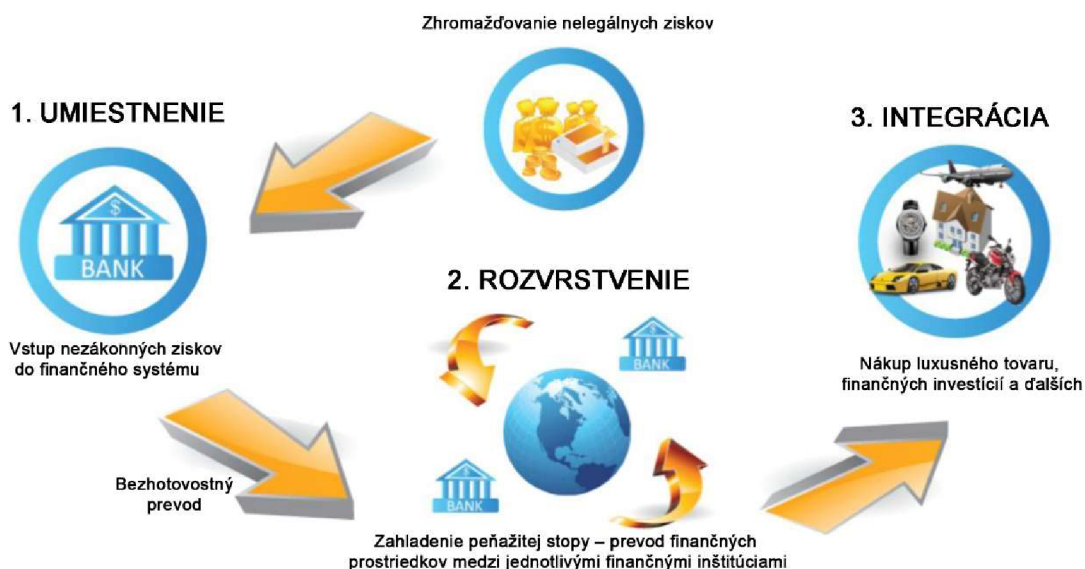 Zhromažďovanie nelegálnych ziskov
1. UMIESTNENIE
$
BANK
Vstup nezákonných ziskov
do finančného systému
Bezhotovostný
prevod
2. ROZVRSTVENIE
$
BANK
$
BANK
Zahladenie peňažitej stopy – prevod finančných
prostriedkov medzi jednotlivými finančnými inštitúciami
3. INTEGRÁCIA
Nákup luxusného tovaru,
finančných investícií a ďalších